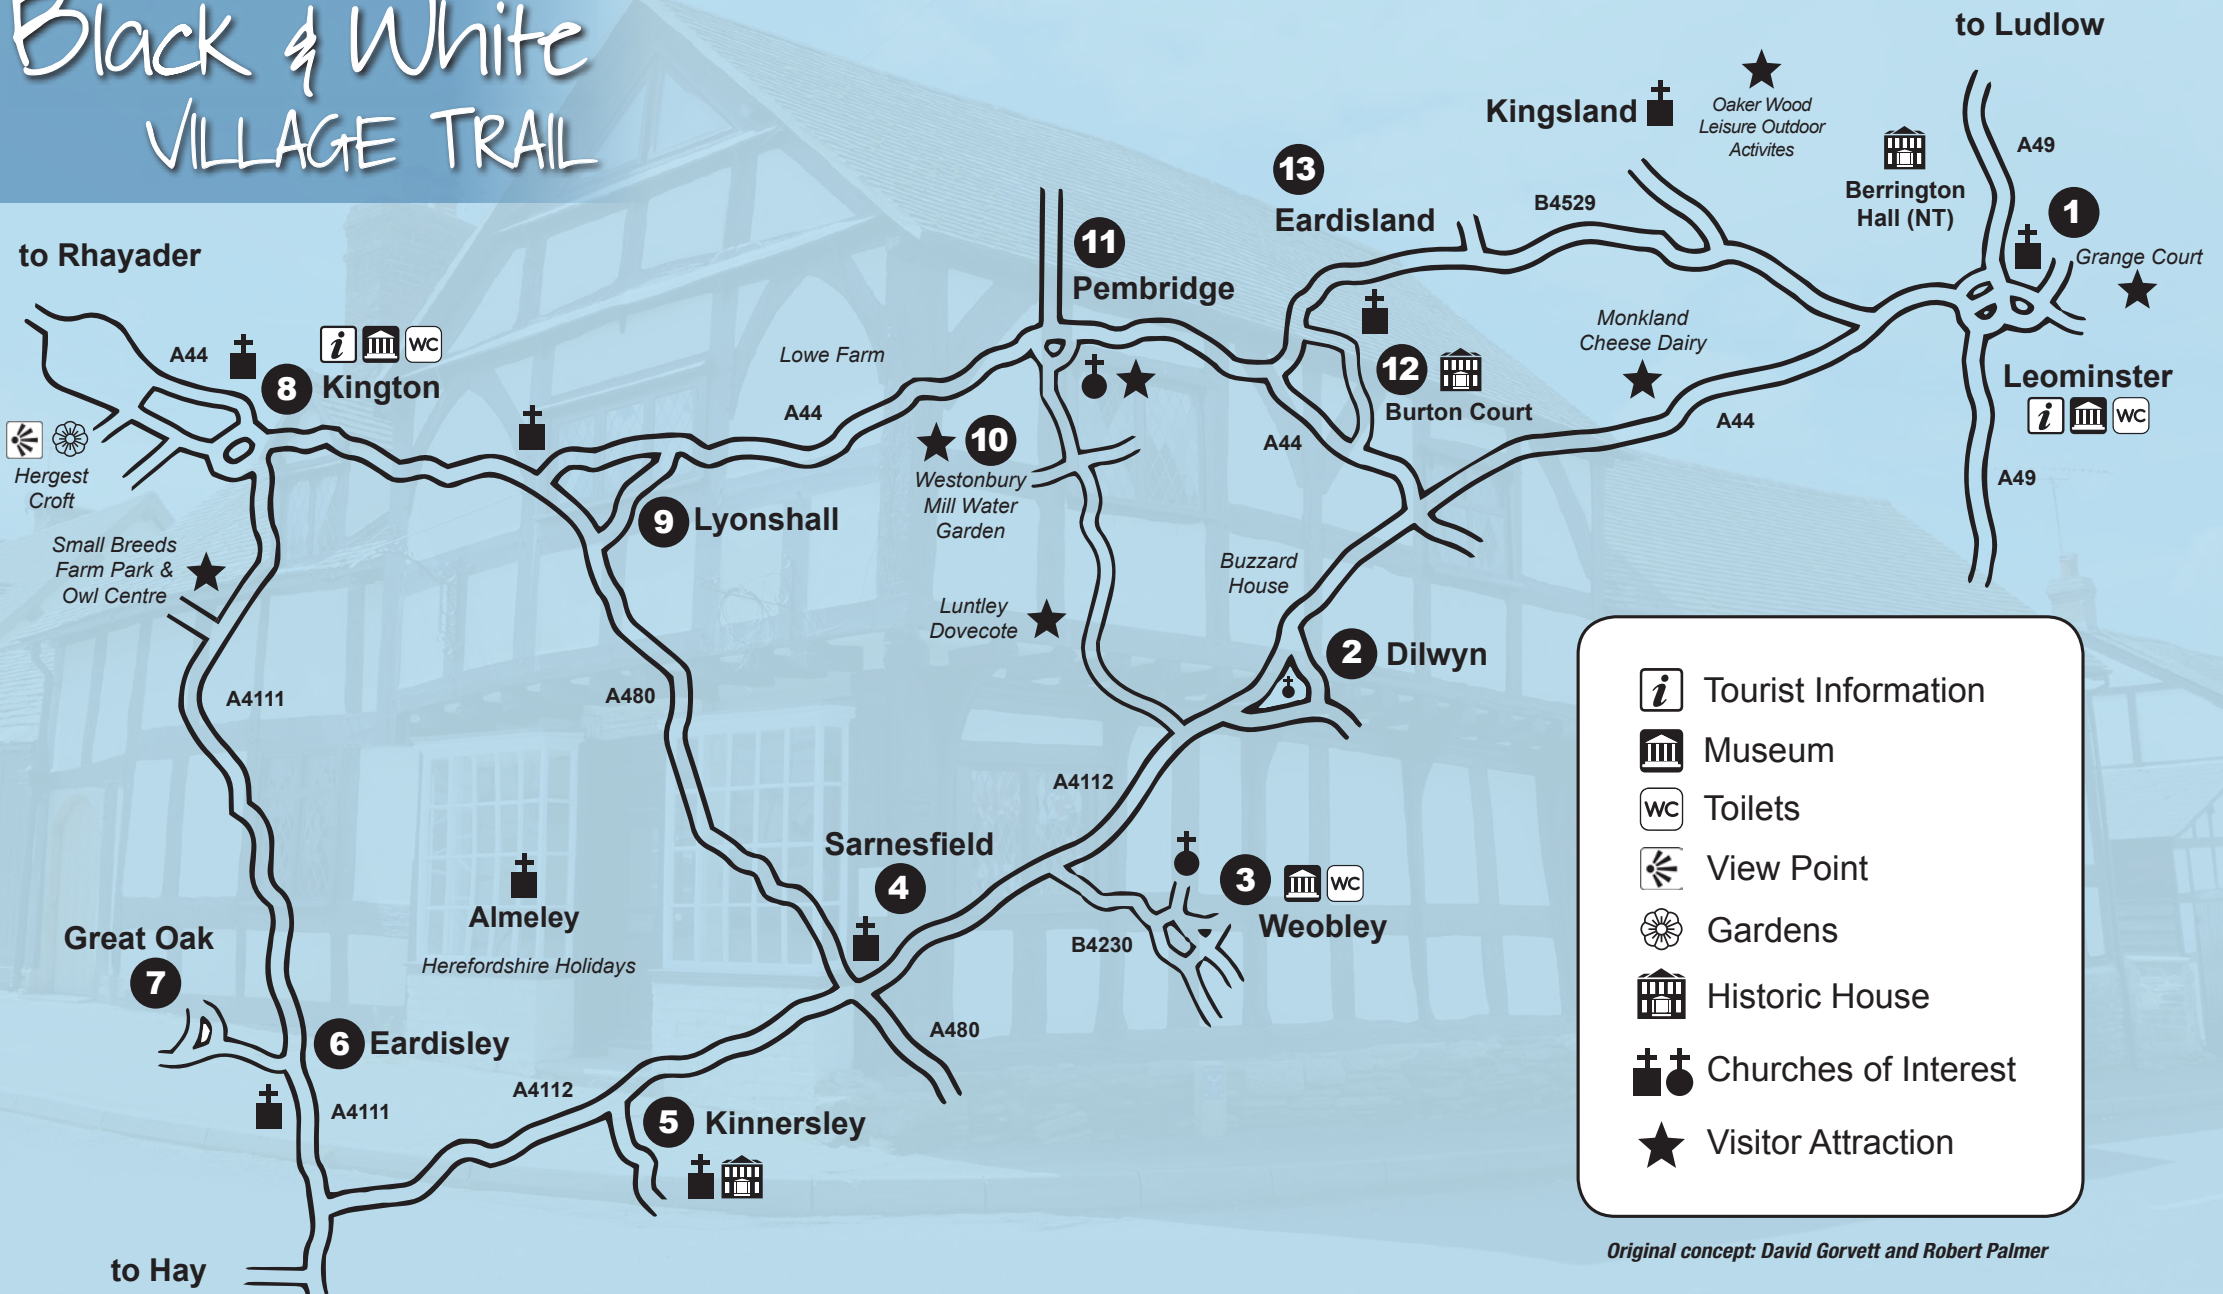 Black & White
VILLAGE TRAIL
to Ludlow
Kingsland
Oaker Wood
Leisure Outdoor
Activites
A49
Berrington
Hall (NT)
1
Grange Court
13
Eardisland
B4529
11
Pembridge
to Rhayader
A44
i
WC
8
Kington
Lowe Farm
A44
Monkland
Cheese Dairy
12
Burton Court
A44
A44
Leominster
i
WC
A49
Hergest
Croft
10
Westonbury
Mill Water
Garden
9
Lyonshall
Small Breeds
Farm Park &
Owl Centre
Buzzard
House
Luntley
Dovecote
2
Dilwyn
A4111
A480
A4112
Sarnesfield
4
3
WC
Weobley
B4230
Almeley
Herefordshire Holidays
Great Oak
7
6
Eardisley
A480
A4112
A4111
5
Kinnersley
to Hay
i
Tourist Information
Museum
WC
Toilets
View Point
Gardens
Historic House
Churches of Interest
Visitor Attraction
Original concept: David Gorvett and Robert Palmer